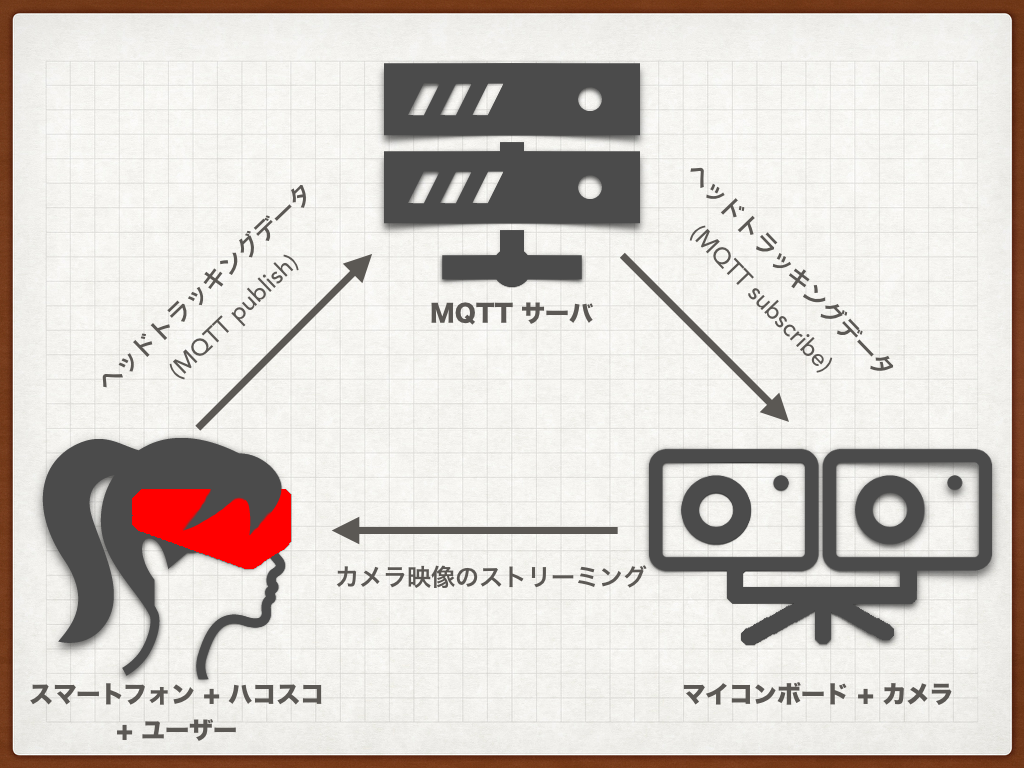 ヘッドトラッキングデータ
(MQTT publish)
MQTT サーバ
ヘッドトラッキングデータ
(MQTT subscribe)
カメラ映像のストリーミング
スマートフォン + ハコスコ
+ ユーザー
マイコンボード + カメラ